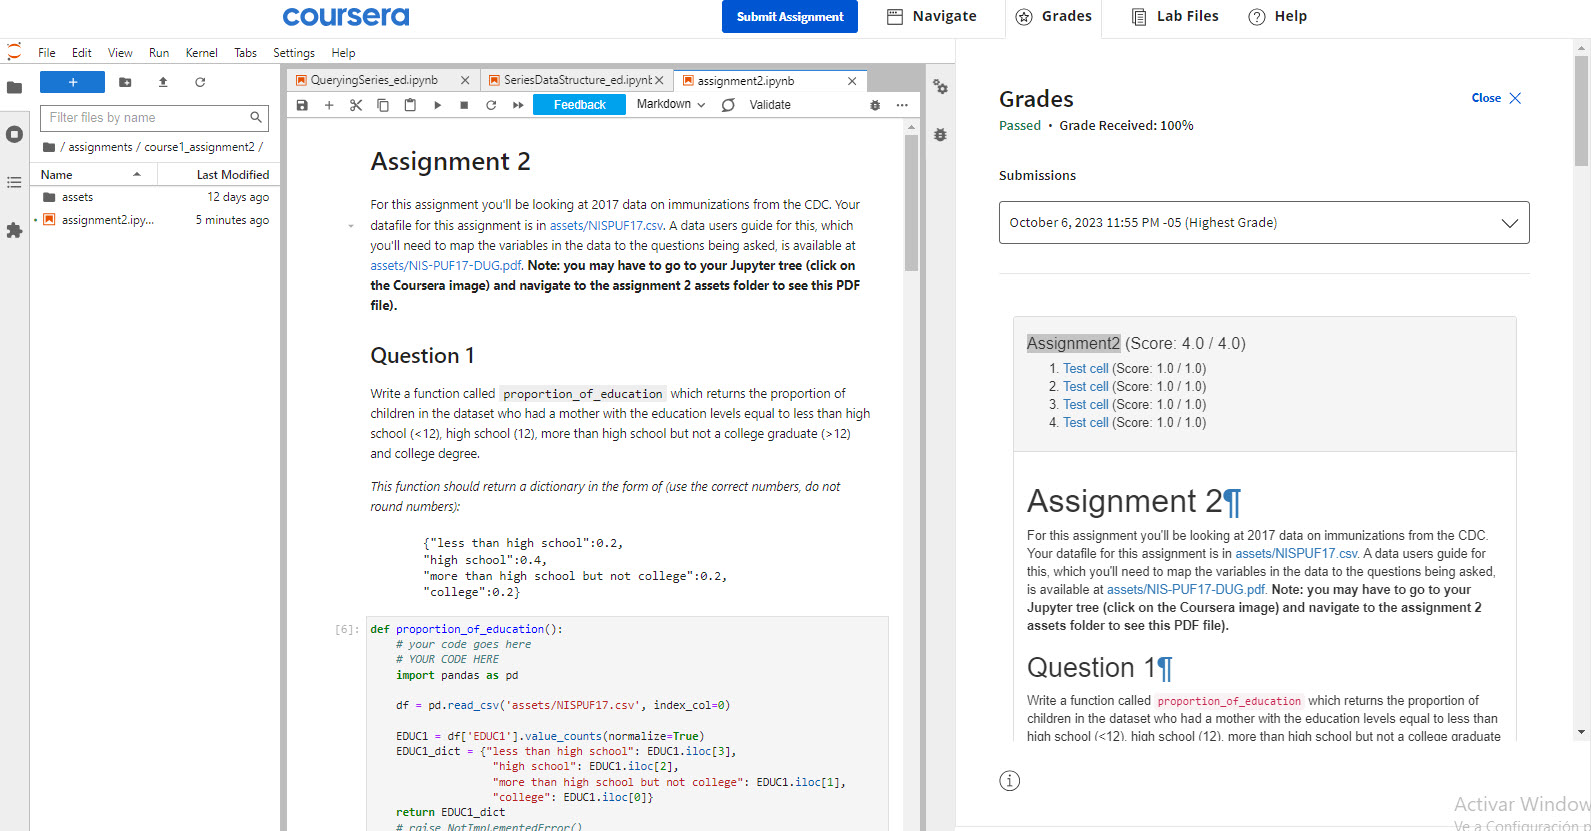 coursera
Submit Assignment
Navigate
Grades
Lab Files
Help
File Edit View Run Kernel Tabs Settings Help
Filter files by name
/ assignments / course1_assignment2 /
Name Last Modified
assets 12 days ago
assignment2.ipy... 5 minutes ago
QueryingSeries_ed.ipynb
SeriesDataStructure_ed.ipynb
assignment2.ipynb
Feedback
Markdown
Validate
Assignment 2
For this assignment you'll be looking at 2017 data on immunizations from the CDC. Your
datafile for this assignment is in assets/NISPUF17.csv. A data users guide for this, which
you'll need to map the variables in the data to the questions being asked, is available at
assets/NIS-PUF17-DUG.pdf. Note: you may have to go to your Jupyter tree (click on
the Coursera image) and navigate to the assignment 2 assets folder to see this PDF
file).
Question 1
Write a function called proportion_of_education which returns the proportion of
children in the dataset who had a mother with the education levels equal to less than high
school (<12), high school (12), more than high school but not a college graduate (>12)
and college degree.
This function should return a dictionary in the form of (use the correct numbers, do not
round numbers):
{"less than high school":0.2,
"high school":0.4,
"more than high school but not college":0.2,
"college":0.2}
[6]:
def proportion_of_education():
# your code goes here
# YOUR CODE HERE
import pandas as pd
df = pd.read_csv('assets/NISPUF17.csv', index_col=0)
EDUC1 = df['EDUC1'].value_counts(normalize=True)
EDUC1_dict = {"less than high school": EDUC1.iloc[3],
"high school": EDUC1.iloc[2],
"more than high school but not college": EDUC1.iloc[1],
"college": EDUC1.iloc[0]}
return EDUC1_dict
# raise NotImplementedError()
Grades
Close
Passed • Grade Received: 100%
Submissions
October 6, 2023 11:55 PM -05 (Highest Grade)
Assignment2 (Score: 4.0 / 4.0)
1. Test cell (Score: 1.0 / 1.0)
2. Test cell (Score: 1.0 / 1.0)
3. Test cell (Score: 1.0 / 1.0)
4. Test cell (Score: 1.0 / 1.0)
Assignment 2¶
For this assignment you'll be looking at 2017 data on immunizations from the CDC.
Your datafile for this assignment is in assets/NISPUF17.csv. A data users guide for
this, which you'll need to map the variables in the data to the questions being asked,
is available at assets/NIS-PUF17-DUG.pdf. Note: you may have to go to your
Jupyter tree (click on the Coursera image) and navigate to the assignment 2
assets folder to see this PDF file).
Question 1¶
Write a function called proportion_of_education which returns the proportion of
children in the dataset who had a mother with the education levels equal to less than
high school (<12), high school (12), more than high school but not a college graduate
Activar Window
Ve a Configuración p